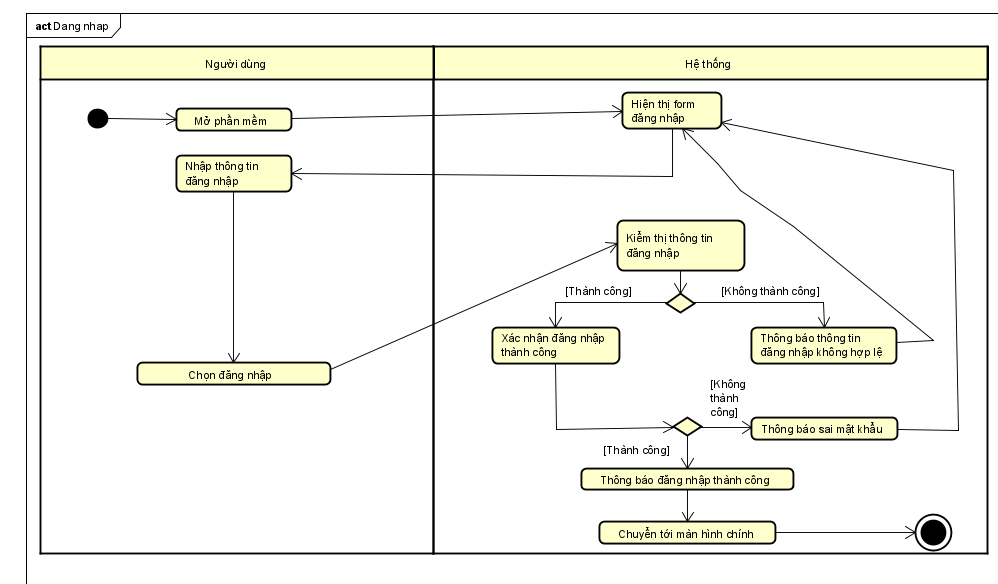 act Dang nhap
Người dùng
Hệ thống
Mở phần mềm
Hiện thị form
đăng nhập
Nhập thông tin
đăng nhập
Kiểm thị thông tin
đăng nhập
[Thành công]
[Không thành công]
Xác nhận đăng nhập
thành công
Thông báo thông tin
đăng nhập không hợp lệ
Chọn đăng nhập
[Không
thành
công]
Thông báo sai mật khẩu
[Thành công]
Thông báo đăng nhập thành công
Chuyển tới màn hình chính